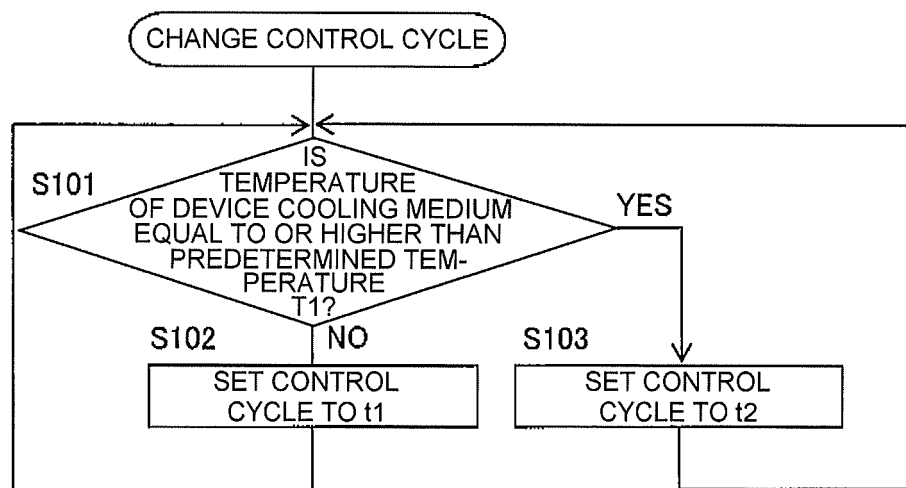 CHANGE CONTROL CYCLE
S101
IS
TEMPERATURE
OF DEVICE COOLING MEDIUM
EQUAL TO OR HIGHER THAN
PREDETERMINED TEM-
PERATURE
T1?
YES
S102
NO
S103
SET CONTROL
CYCLE TO t1
SET CONTROL
CYCLE TO t2